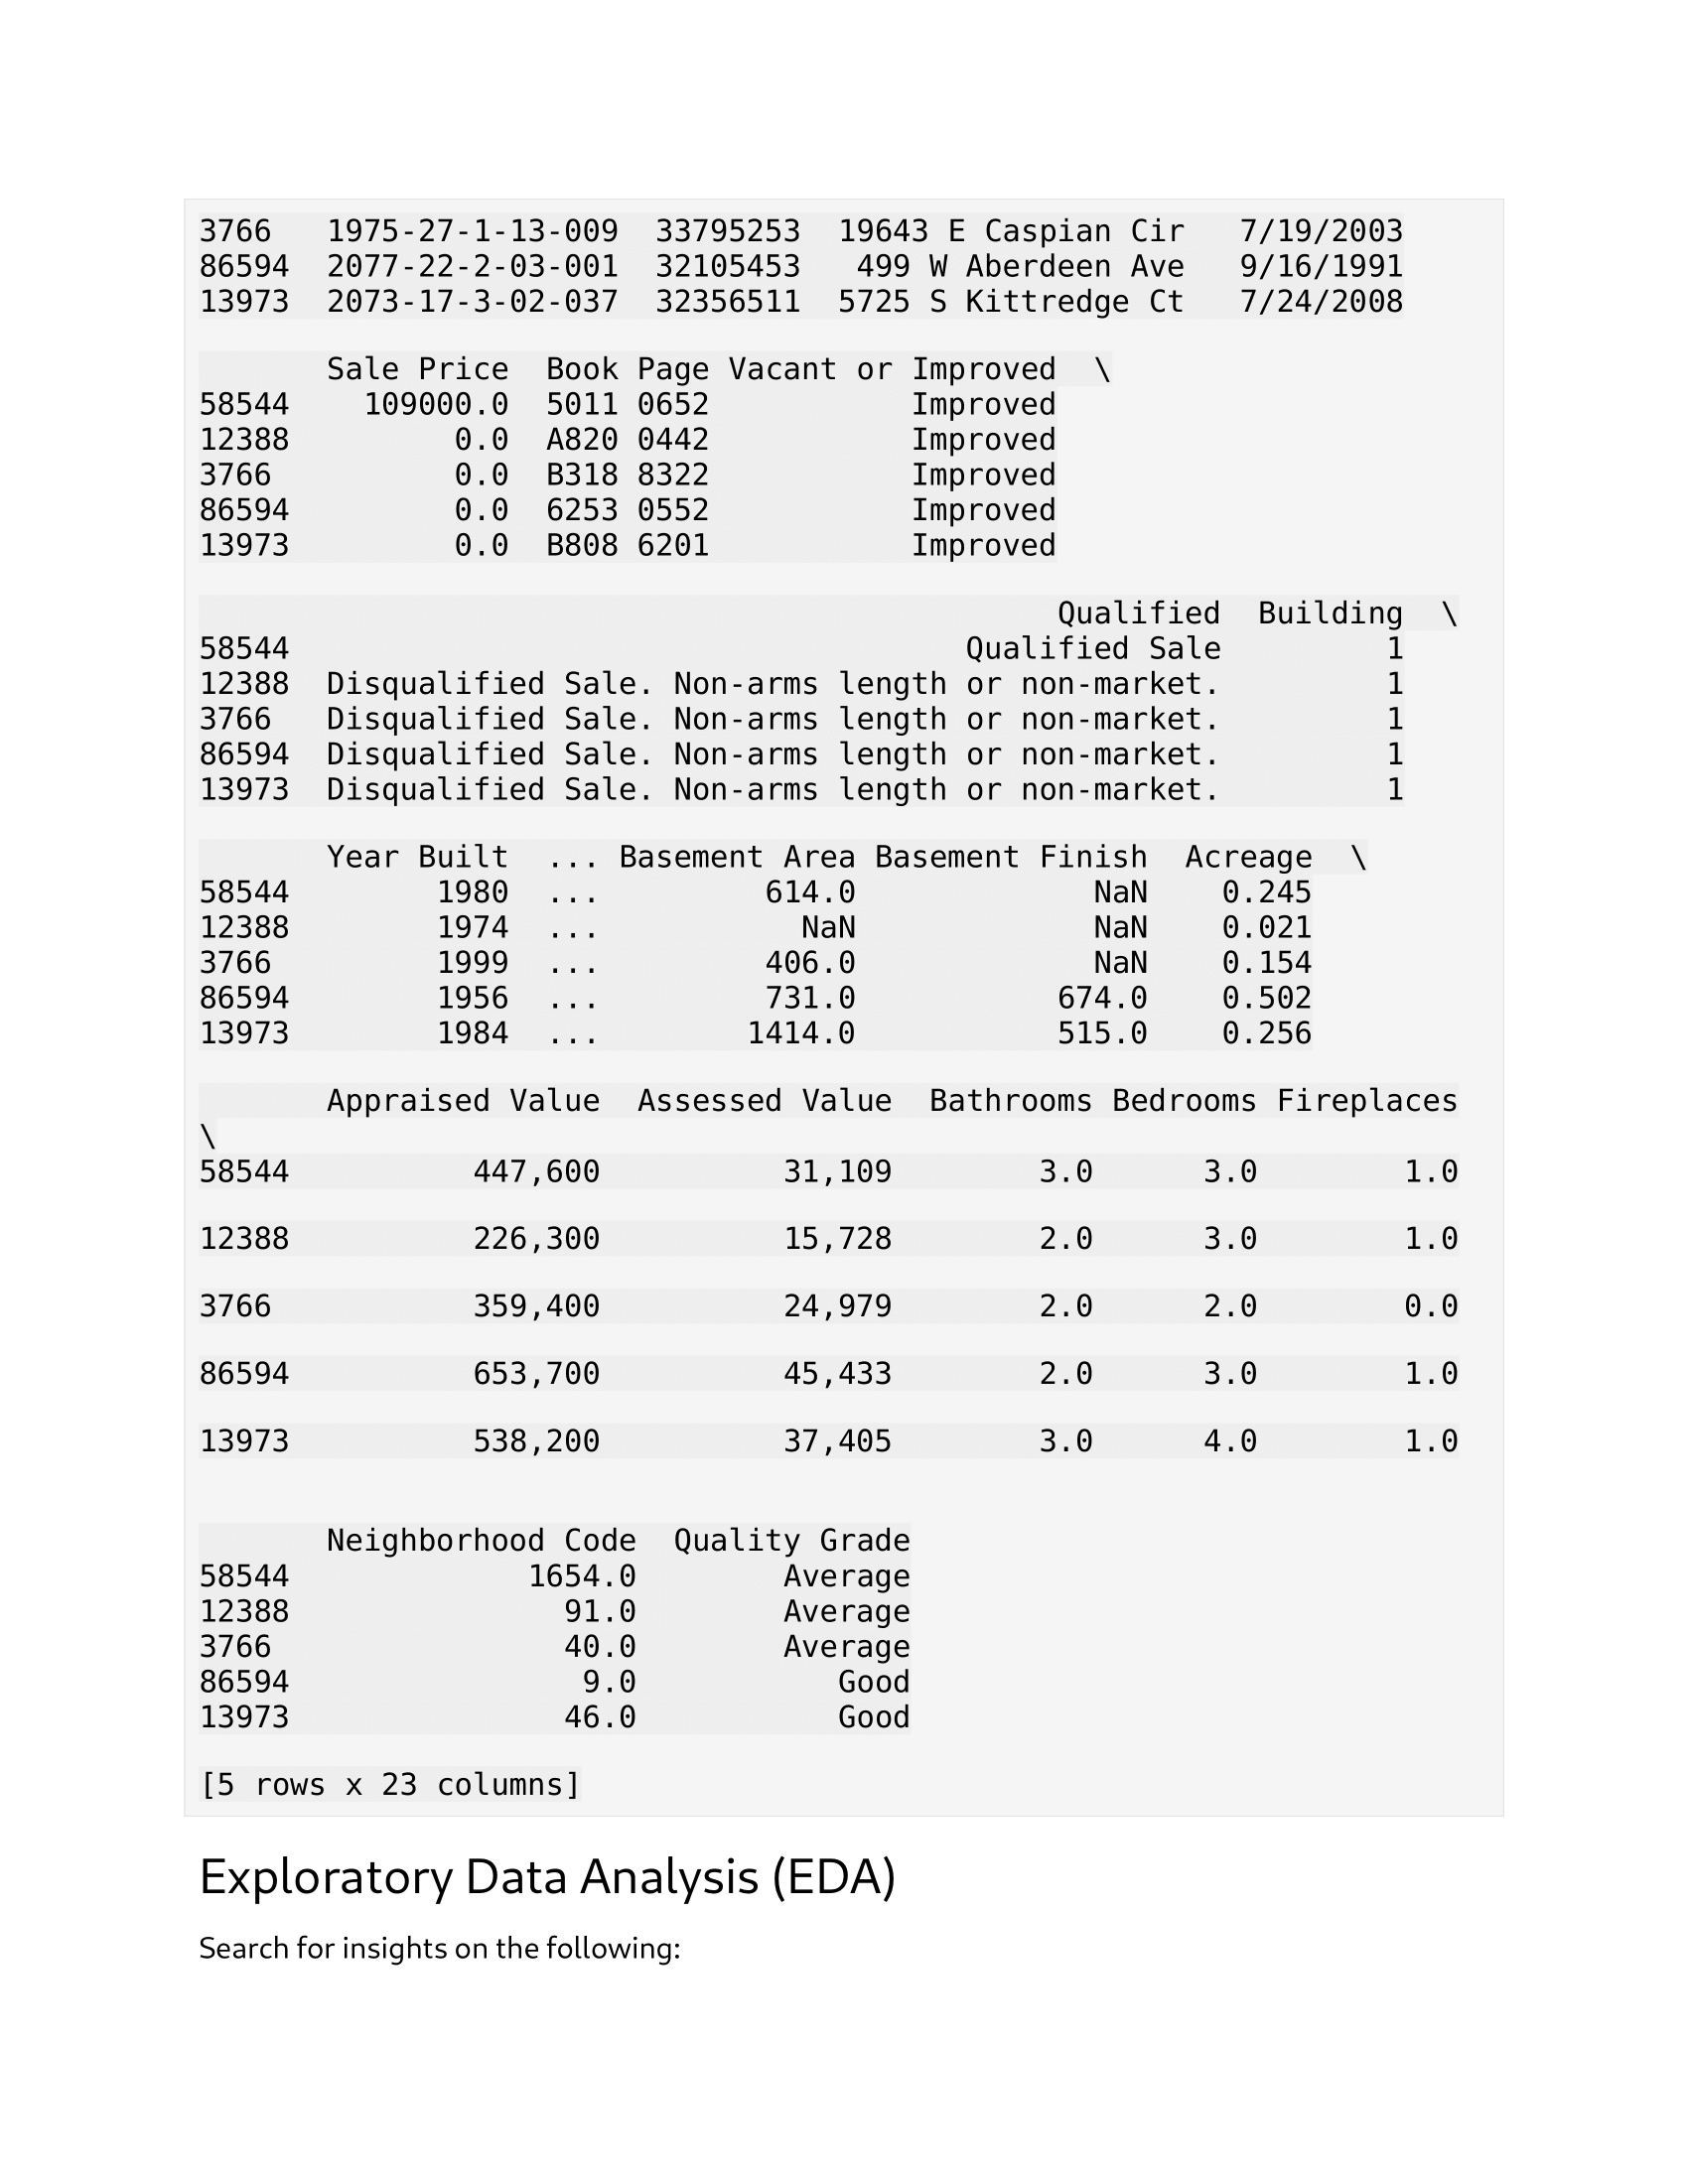 3766   1975-27-1-13-009  33795253  19643 E Caspian Cir   7/19/2003
86594  2077-22-2-03-001  32105453   499 W Aberdeen Ave   9/16/1991
13973  2073-17-3-02-037  32356511  5725 S Kittredge Ct   7/24/2008
Sale Price  Book Page Vacant or Improved  \
58544    109000.0  5011 0652           Improved
12388         0.0  A820 0442           Improved
3766          0.0  B318 8322           Improved
86594         0.0  6253 0552           Improved
13973         0.0  B808 6201           Improved
Qualified  Building  \
58544                                     Qualified Sale         1
12388  Disqualified Sale. Non-arms length or non-market.         1
3766   Disqualified Sale. Non-arms length or non-market.         1
86594  Disqualified Sale. Non-arms length or non-market.         1
13973  Disqualified Sale. Non-arms length or non-market.         1
Year Built  ... Basement Area Basement Finish  Acreage  \
58544        1980  ...         614.0             NaN    0.245
12388        1974  ...           NaN             NaN    0.021
3766         1999  ...         406.0             NaN    0.154
86594        1956  ...         731.0           674.0    0.502
13973        1984  ...        1414.0           515.0    0.256
Appraised Value  Assessed Value  Bathrooms Bedrooms Fireplaces
\
58544          447,600          31,109        3.0      3.0        1.0
12388          226,300          15,728        2.0      3.0        1.0
3766           359,400          24,979        2.0      2.0        0.0
86594          653,700          45,433        2.0      3.0        1.0
13973          538,200          37,405        3.0      4.0        1.0
Neighborhood Code  Quality Grade
58544             1654.0        Average
12388               91.0        Average
3766                40.0        Average
86594                9.0           Good
13973               46.0           Good
[5 rows x 23 columns]
Exploratory Data Analysis (EDA)
Search for insights on the following: